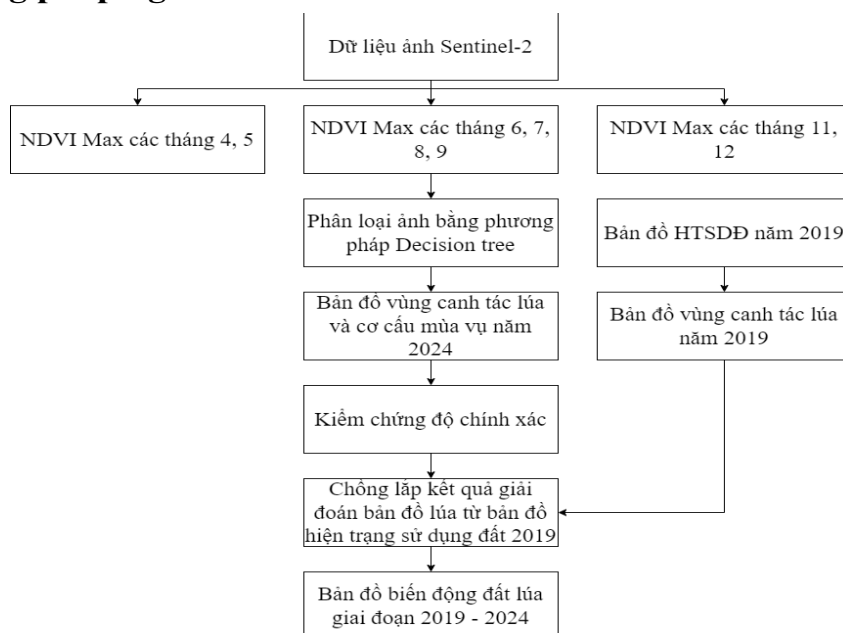 Dữ liệu ảnh Sentinel-2
NDVI Max các tháng 4, 5
NDVI Max các tháng 6, 7,
8, 9
NDVI Max các tháng 11,
12
Phân loại ảnh bằng phương
pháp Decision tree
Bản đồ HTSDĐ năm 2019
Bản đồ vùng canh tác lúa
và cơ cấu mùa vụ năm
2024
Bản đồ vùng canh tác lúa
năm 2019
Kiểm chứng độ chính xác
Chồng lắp kết quả giải
đoán bản đồ lúa từ bản đồ
hiện trạng sử dụng đất 2019
Bản đồ biến động đất lúa
giai đoạn 2019 - 2024